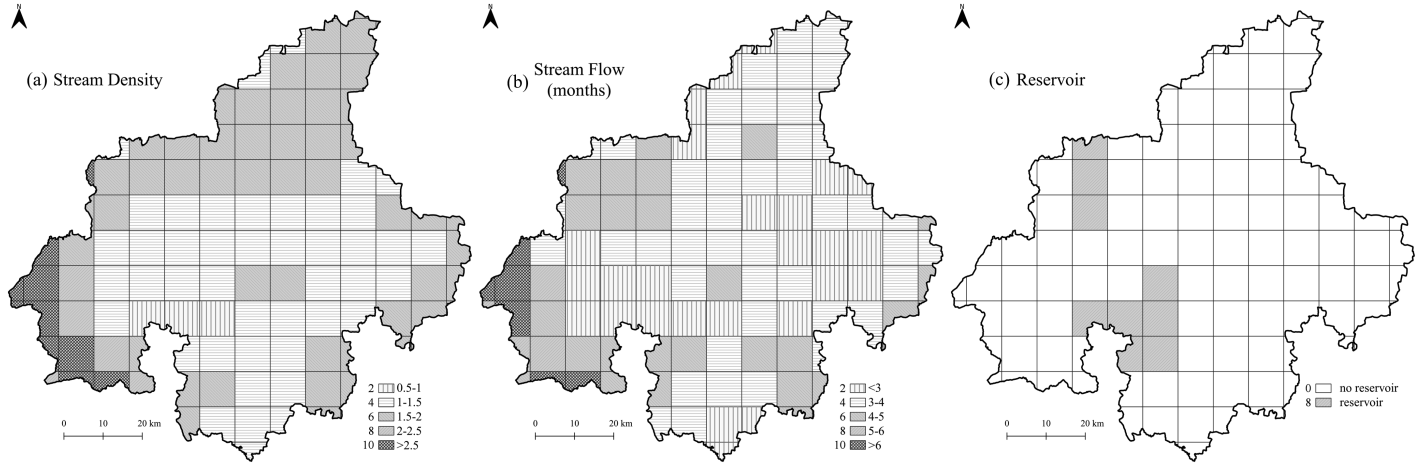 N
(a) Stream Density
2 0.5-1
4 1-1.5
6 1.5-2
8 2-2.5
10 >2.5
0 10 20 km
N
(b) Stream Flow
(months)
2 <3
4 3-4
6 4-5
8 5-6
10 >6
0 10 20 km
N
(c) Reservoir
0 no reservoir
8 reservoir
0 10 20 km